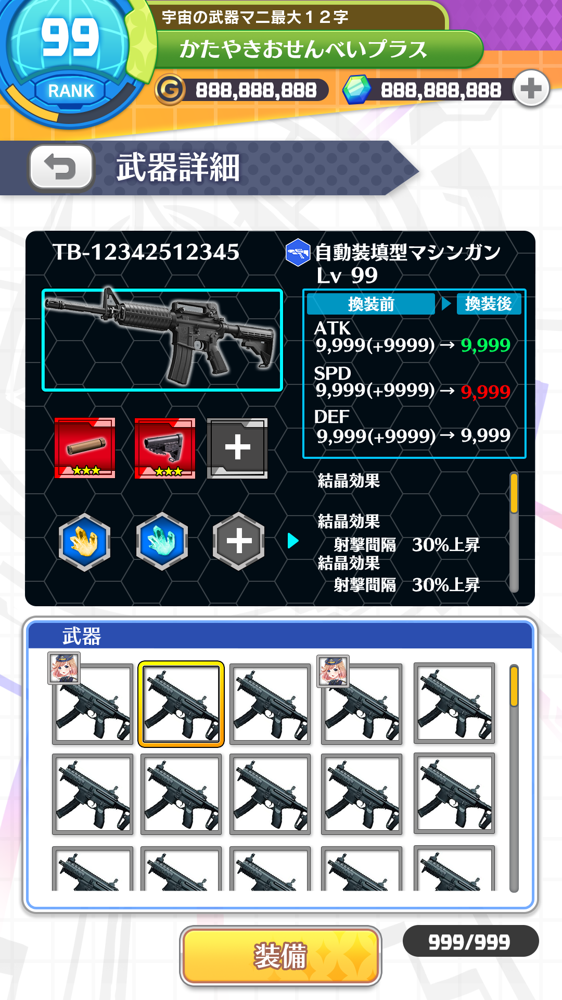 99
RANK
宇宙の武器マニ最大１２字
かたやきおせんべいプラス
G 888,888,888
888,888,888
武器詳細
TB-12342512345
自動装填型マシンガン
Lv 99
換装前 換装後
ATK
9,999(+9999)→ 9,999
SPD
9,999(+9999)→ 9,999
DEF
9,999(+9999)→ 9,999
結晶効果
結晶効果
射撃間隔 30%上昇
結晶効果
射撃間隔 30%上昇
武器
装備
999/999